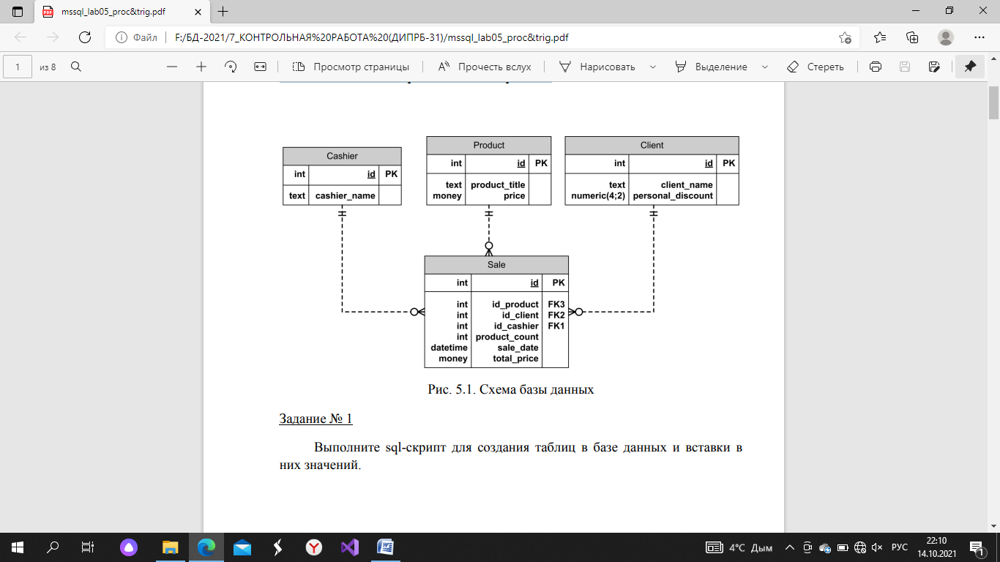 mssql_lab05_proc&trig.pdf
Файл F:/БД-2021/7_КОНТРОЛЬНАЯ%20РАБОТА%20(ДИПРБ-31)/mssql_lab05_proc&trig.pdf
1 из 8 Просмотр страницы Прочесть вслух Нарисовать Выделение Стереть
Cashier
int id PK
text cashier_name
Product
int id PK
text product_title
money price
Client
int id PK
text client_name
numeric(4;2) personal_discount
Sale
int id PK
int id_product FK3
int id_client FK2
int id_cashier FK1
int product_count
datetime sale_date
money total_price
Рис. 5.1. Схема базы данных
Задание № 1
Выполните sql-скрипт для создания таблиц в базе данных и вставки в
них значений.
4°C Дым РУС 22:10
14.10.2021
1